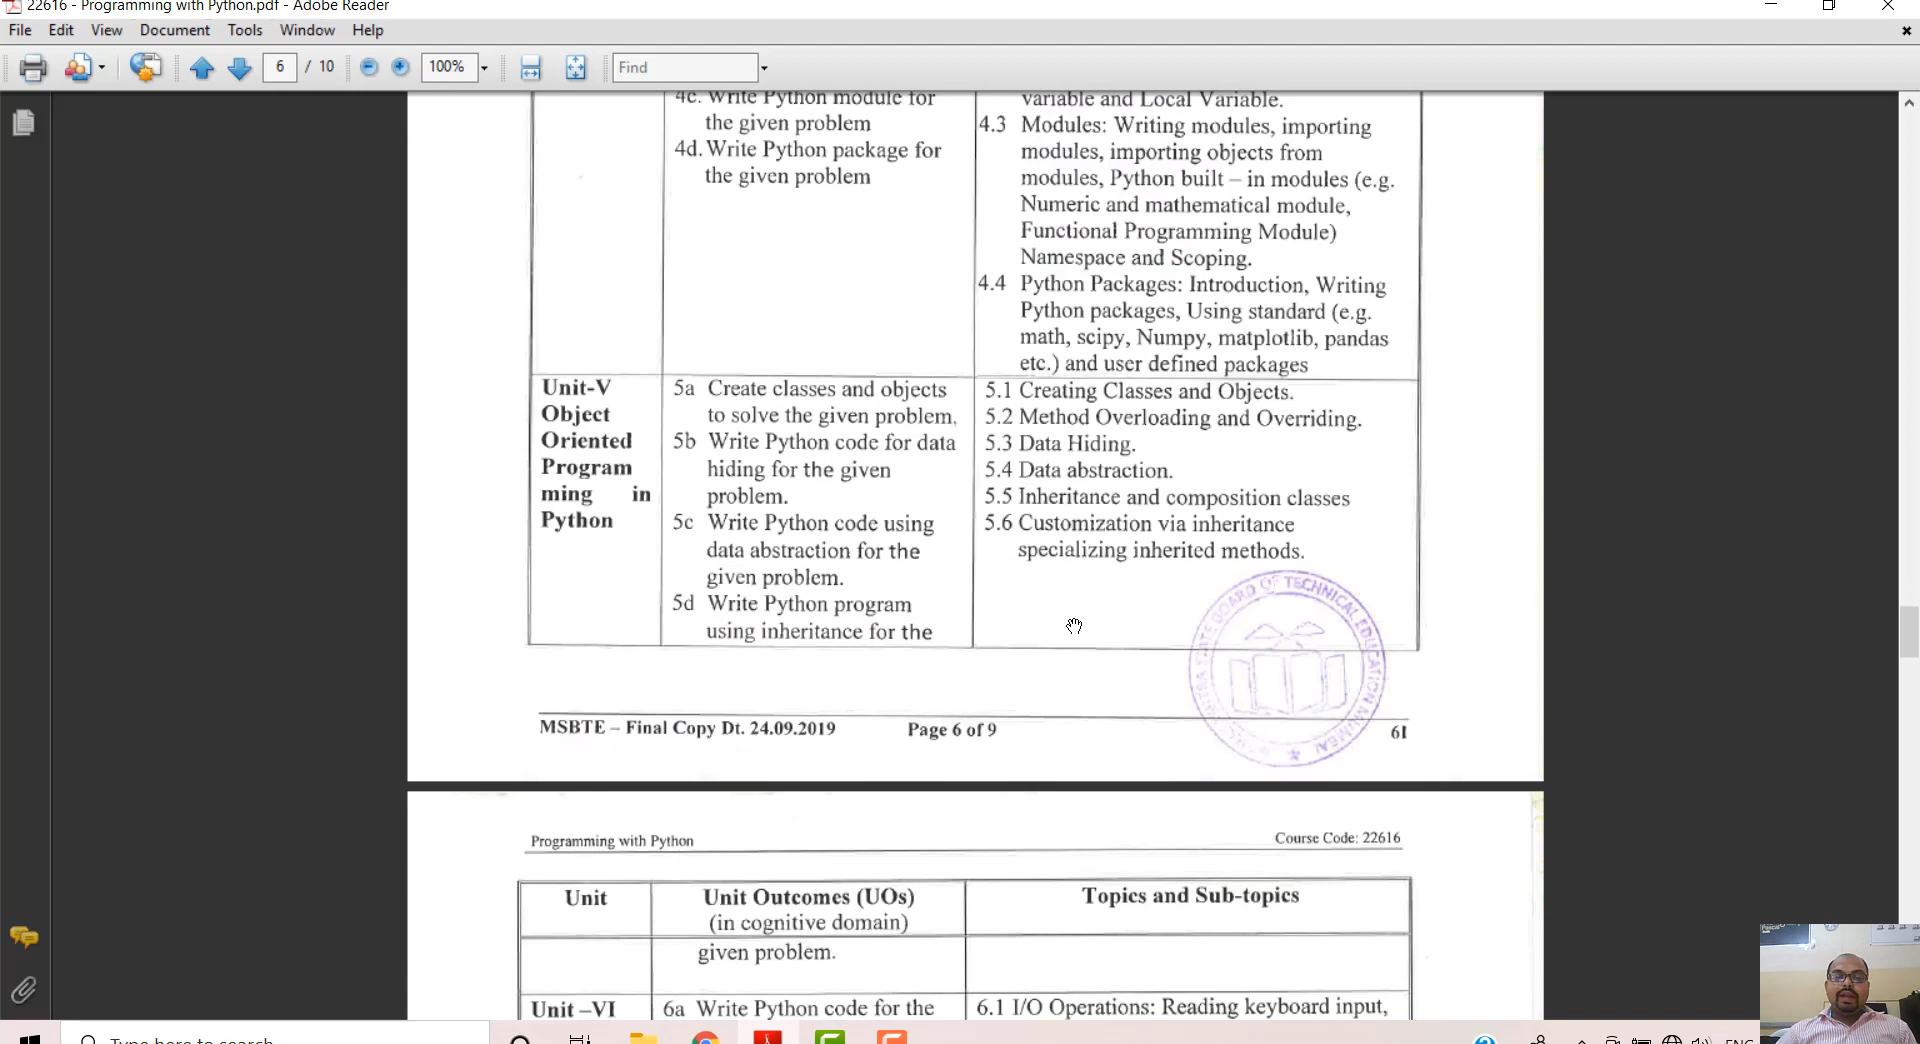 22616 - Programming with Python.pdf - Adobe Reader
File Edit View Document Tools Window Help
6 / 10 100% Find
4c. Write Python module for
the given problem
4d. Write Python package for
the given problem
variable and Local Variable.
4.3 Modules: Writing modules, importing
modules, importing objects from
modules, Python built – in modules (e.g.
Numeric and mathematical module,
Functional Programming Module)
Namespace and Scoping.
4.4 Python Packages: Introduction, Writing
Python packages, Using standard (e.g.
math, scipy, Numpy, matplotlib, pandas
etc.) and user defined packages
Unit-V
Object
Oriented
Program
ming in
Python
5a Create classes and objects
to solve the given problem.
5b Write Python code for data
hiding for the given
problem.
5c Write Python code using
data abstraction for the
given problem.
5d Write Python program
using inheritance for the
5.1 Creating Classes and Objects.
5.2 Method Overloading and Overriding.
5.3 Data Hiding.
5.4 Data abstraction.
5.5 Inheritance and composition classes
5.6 Customization via inheritance
specializing inherited methods.
BOARD OF TECHNICAL EDUCATION MUMBAI
MSBTE – Final Copy Dt. 24.09.2019 Page 6 of 9 61
Programming with Python Course Code: 22616
Unit
Unit Outcomes (UOs)
(in cognitive domain)
Topics and Sub-topics
given problem.
Unit –VI
6a Write Python code for the
6.1 I/O Operations: Reading keyboard input,
Type here to search
ENG